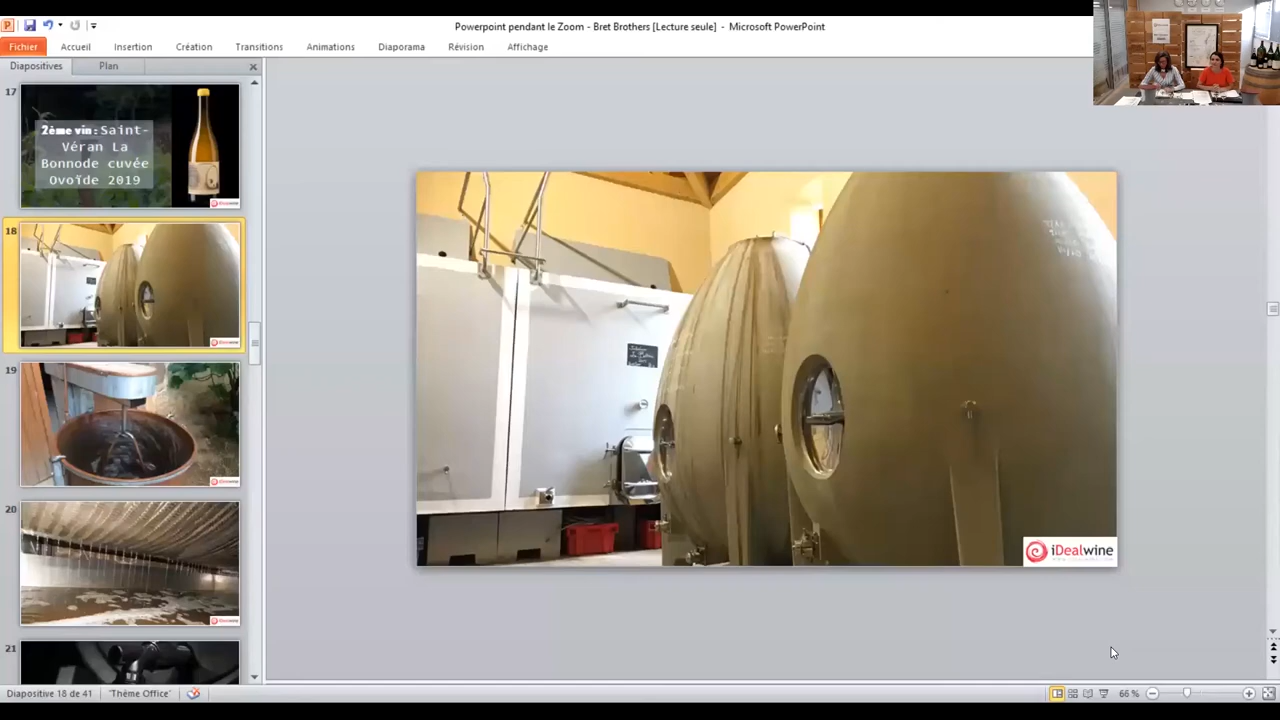 Powerpoint pendant le Zoom - Bret Brothers [Lecture seule] - Microsoft PowerPoint
Fichier Accueil Insertion Création Transitions Animations Diaporama Révision Affichage
Diapositives Plan
17
2ème vin : Saint-
Véran La
Bonnode cuvée
Ovoïde 2019
18
19
20
21
iDealwine
Diapositive 18 de 41 "Thème Office" 66 %